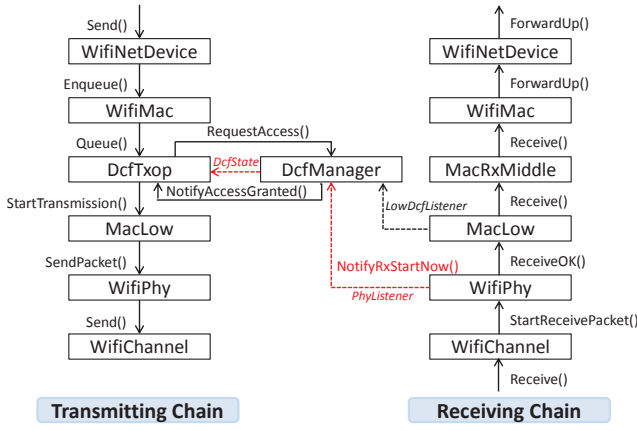 Send()
ForwardUp()
WifiNetDevice
WifiNetDevice
Enqueue()
ForwardUp()
WifiMac
WifiMac
Queue()
RequestAccess()
Receive()
DcfTxop
DcfState
DcfManager
MacRxMiddle
NotifyAccessGranted()
StartTransmission()
LowDcfListener
Receive()
MacLow
MacLow
SendPacket()
NotifyRxStartNow()
ReceiveOK()
WifiPhy
PhyListener
WifiPhy
Send()
StartReceivePacket()
WifiChannel
WifiChannel
Receive()
Transmitting Chain
Receiving Chain